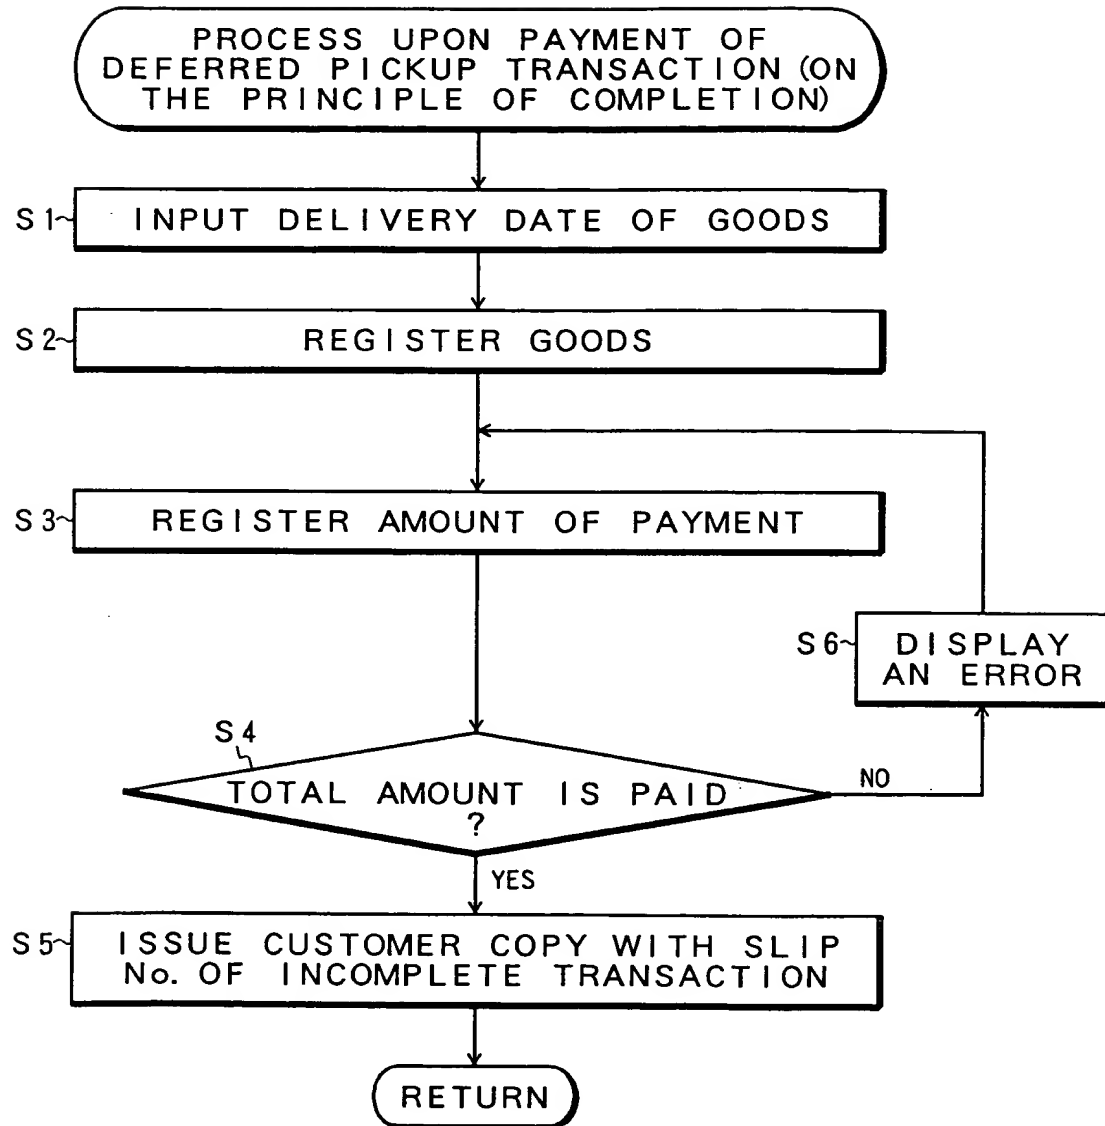 PROCESS UPON PAYMENT OF
DEFERRED PICKUP TRANSACTION (ON
THE PRINCIPLE OF COMPLETION)
S1
INPUT DELIVERY DATE OF GOODS
S2
REGISTER GOODS
S3
REGISTER AMOUNT OF PAYMENT
S6
DISPLAY
AN ERROR
S4
TOTAL AMOUNT IS PAID
?
NO
YES
S5
ISSUE CUSTOMER COPY WITH SLIP
No. OF INCOMPLETE TRANSACTION
RETURN